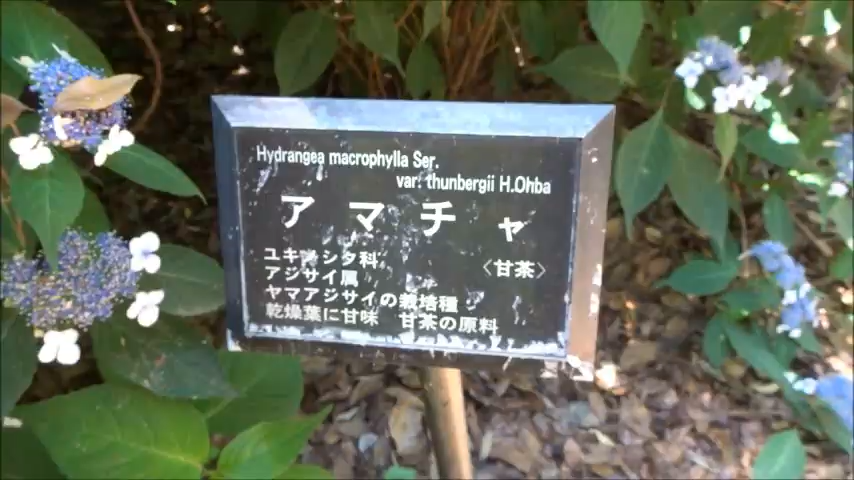 Hydrangea macrophylla Ser.
var. thunbergii H.Ohba
アマチャ
ユキノシタ科
〈甘茶〉
アジサイ属
ヤマアジサイの栽培種
乾燥葉に甘味 甘茶の原料